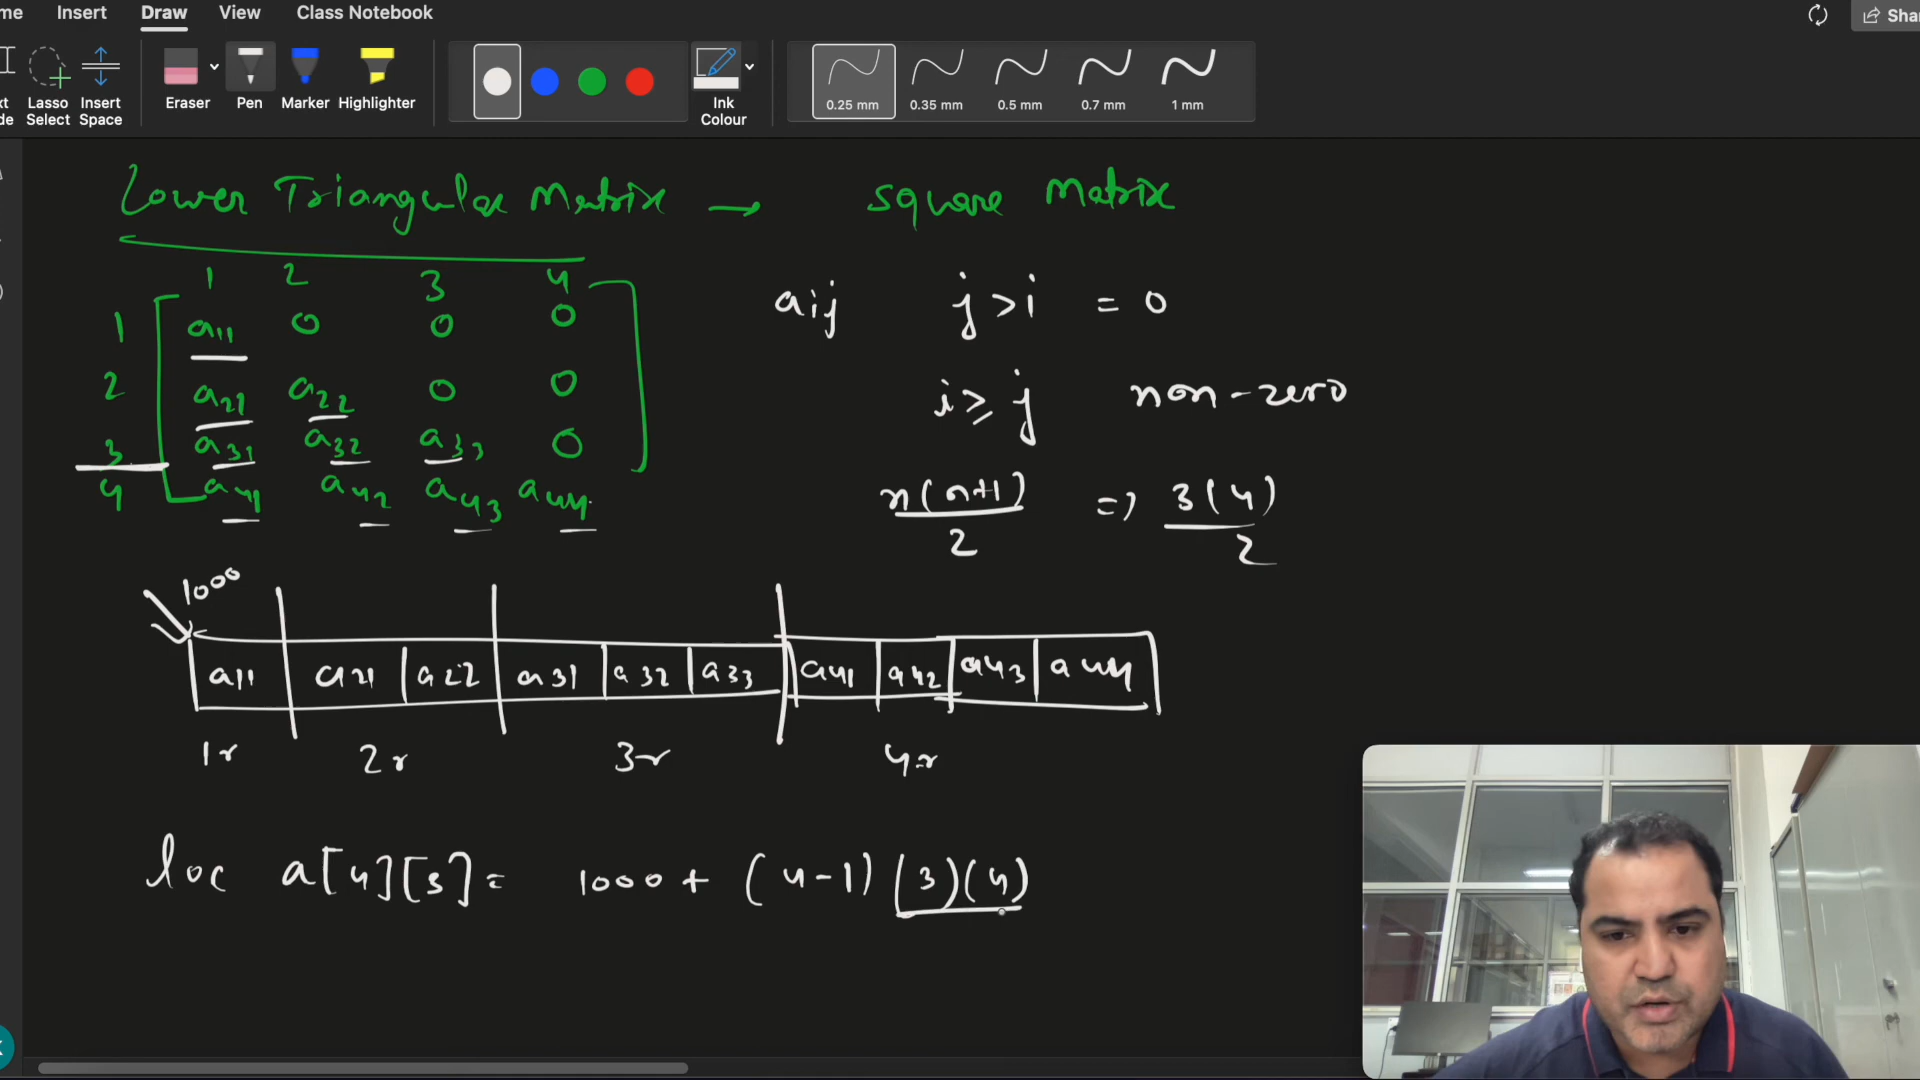 me Insert Draw View Class Notebook Shar
xt de Lasso Select Insert Space Eraser Pen Marker Highlighter Ink Colour 0.25 mm 0.35 mm 0.5 mm 0.7 mm 1 mm
Lower Triangular Matrix → square Matrix
1 2 3 4
1 a11 0 0 0
2 a21 a22 0 0
3 a31 a32 a33 0
4 a41 a42 a43 a44
aij j > i = 0
i ≥ j non-zero
n(n+1)/2 => 3(4)/2
1000
a11 a21 a22 a31 a32 a33 a41 a42 a43 a44
1r 2r 3r 4r
loc a[4][3] = 1000 + (4-1) (3)(4)